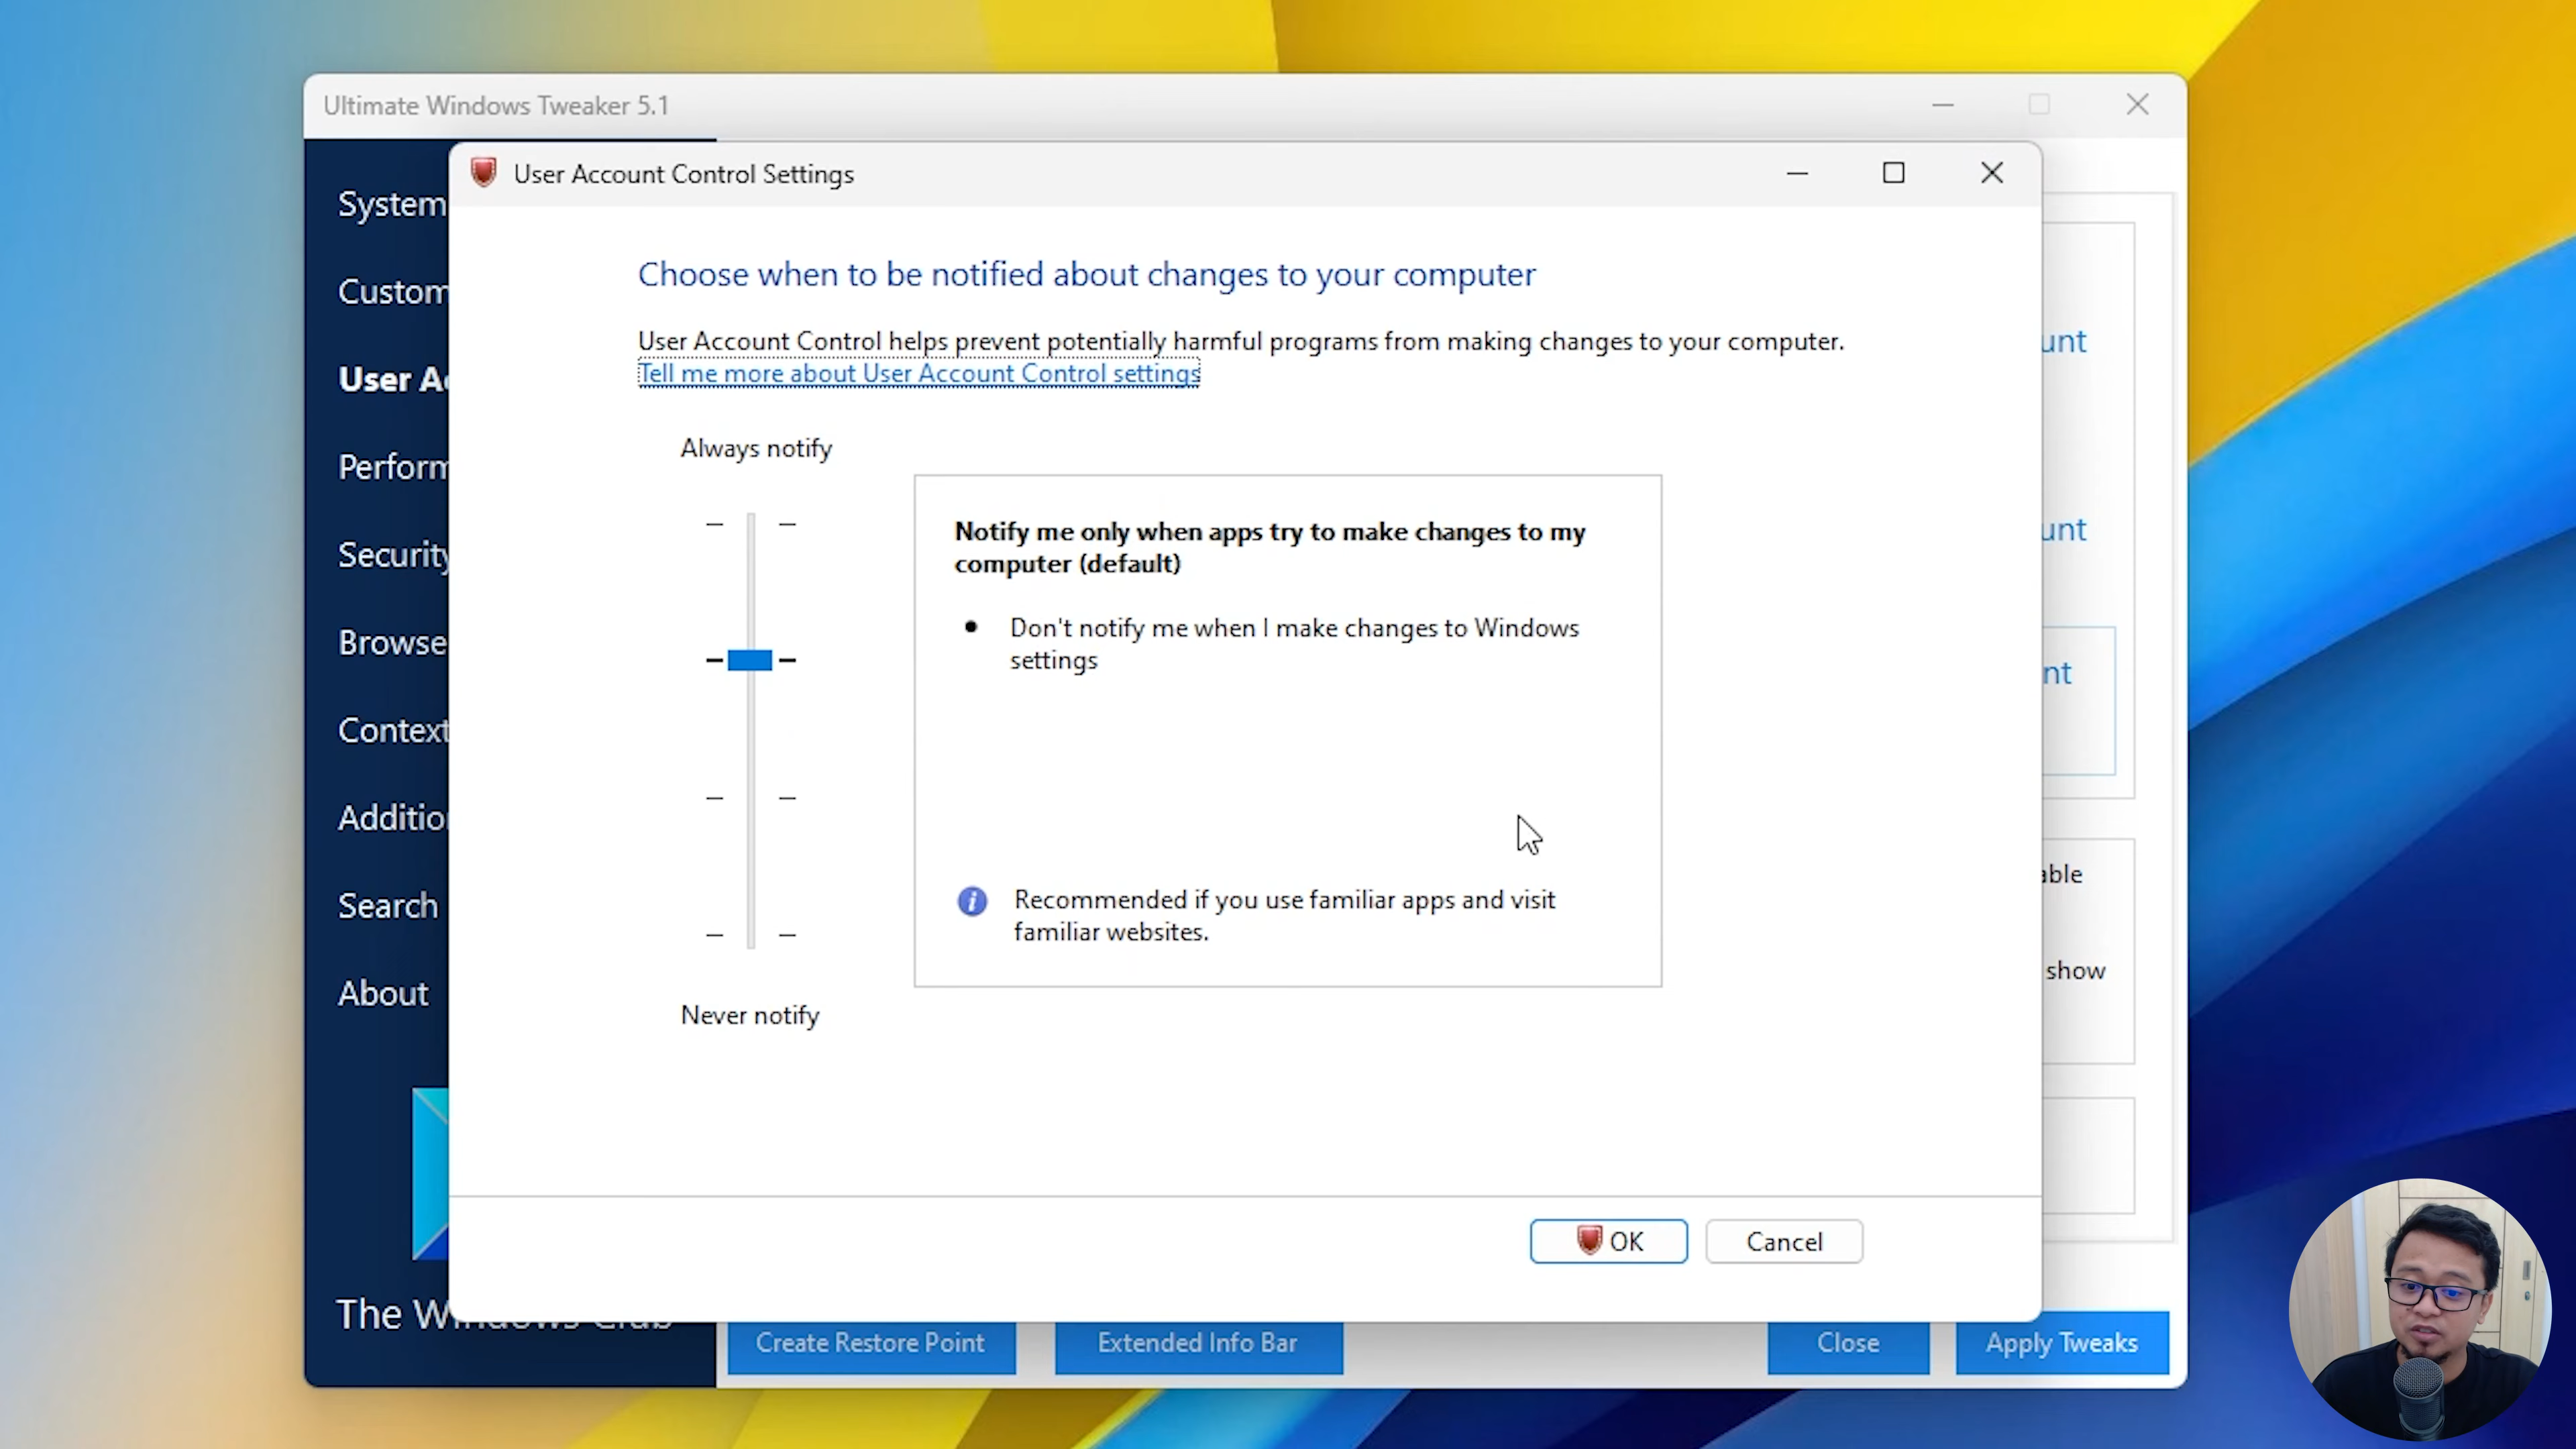 Ultimate Windows Tweaker 5.1
User Account Control Settings
System
Custom
User Ac
Perform
Security
Browse
Context
Additio
Search
About
The Windows Club
Choose when to be notified about changes to your computer
User Account Control helps prevent potentially harmful programs from making changes to your computer.
Tell me more about User Account Control settings
Always notify
Notify me only when apps try to make changes to my
computer (default)
• Don't notify me when I make changes to Windows
settings
Recommended if you use familiar apps and visit
familiar websites.
Never notify
OK
Cancel
unt
unt
nt
able
show
Create Restore Point
Extended Info Bar
Close
Apply Tweaks